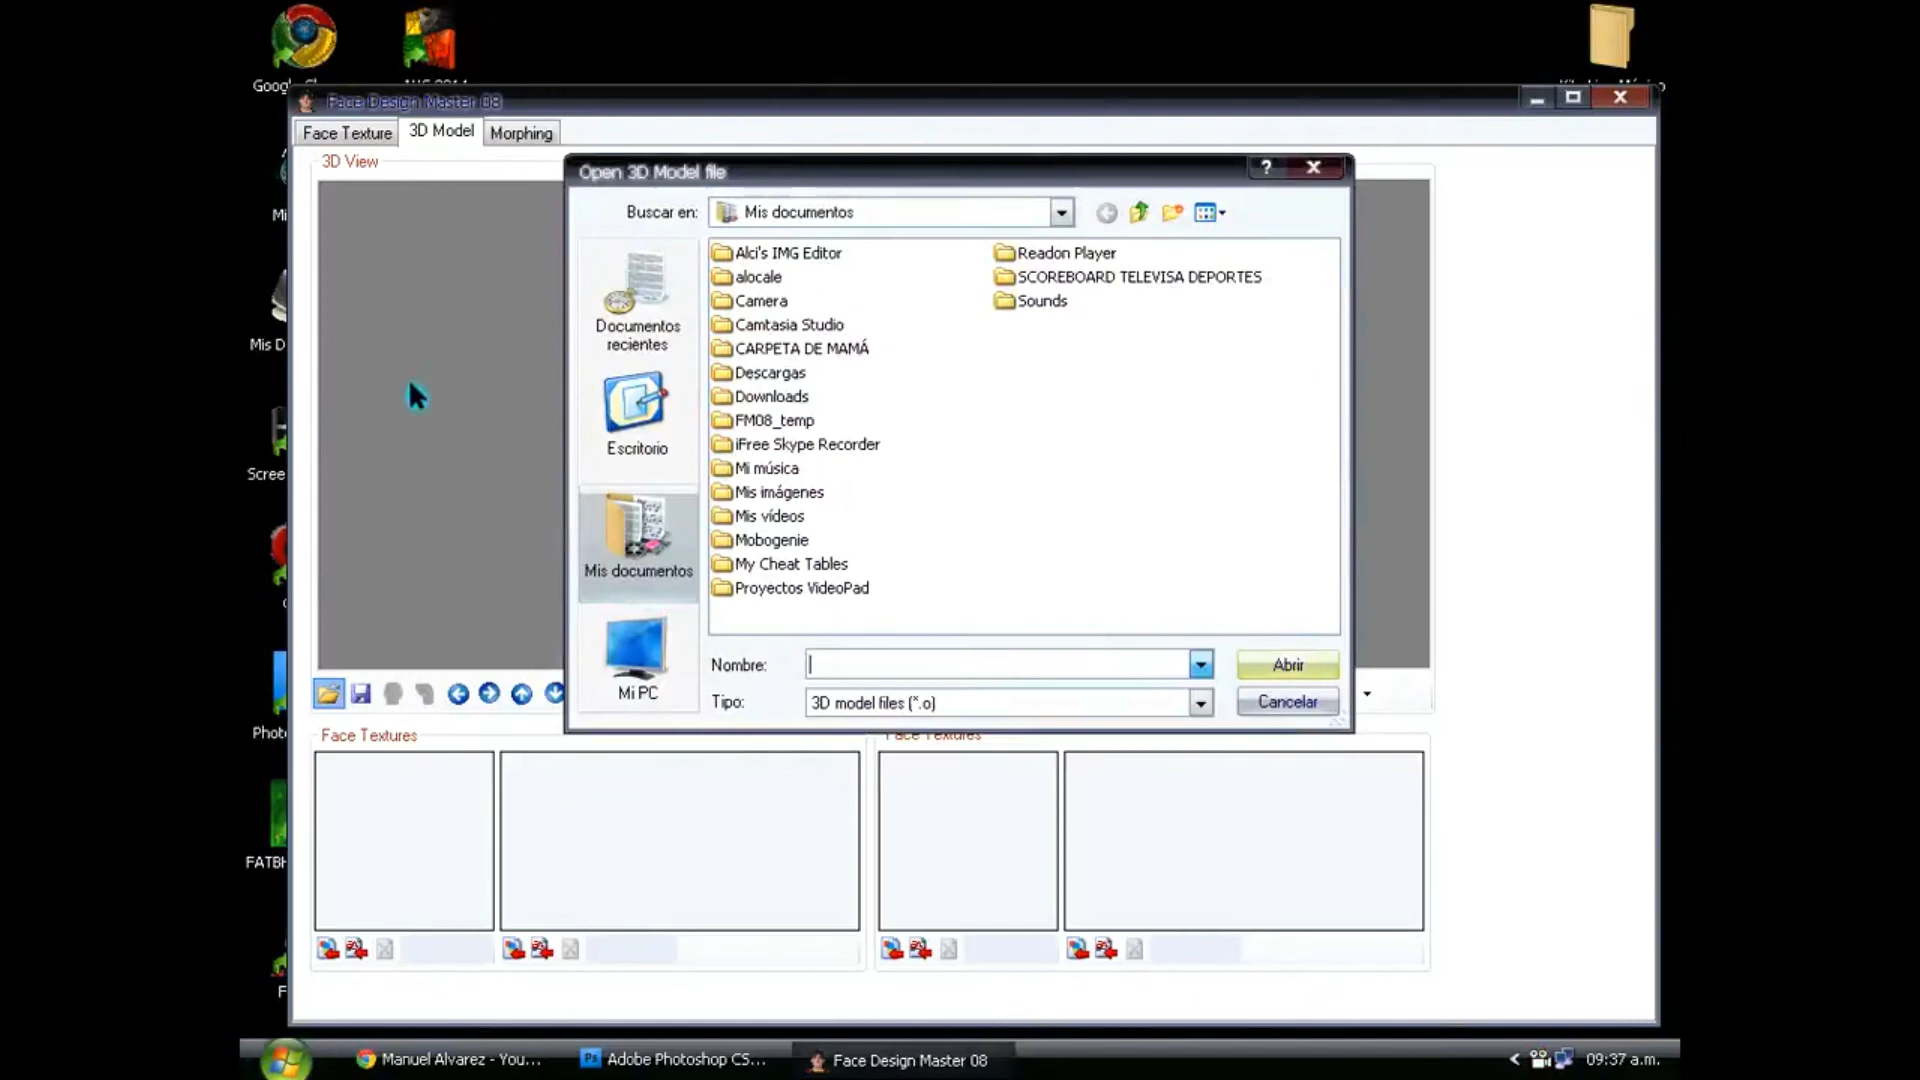 Face Design Master 08
Face Texture
3D Model
Morphing
3D View
Open 3D Model file
Buscar en:
Mis documentos
Documentos
recientes
Escritorio
Mis documentos
Mi PC
Alci's IMG Editor
alocale
Camera
Camtasia Studio
CARPETA DE MAMÁ
Descargas
Downloads
FM08_temp
iFree Skype Recorder
Mi música
Mis imágenes
Mis vídeos
Mobogenie
My Cheat Tables
Proyectos VideoPad
Readon Player
SCOREBOARD TELEVISA DEPORTES
Sounds
Nombre:
Abrir
Tipo:
3D model files (*.o)
Cancelar
Face Textures
Face Textures
Mis D
Scree
Phot
FATBH
Manuel Alvarez - You...
Adobe Photoshop CS...
Face Design Master 08
09:37 a.m.